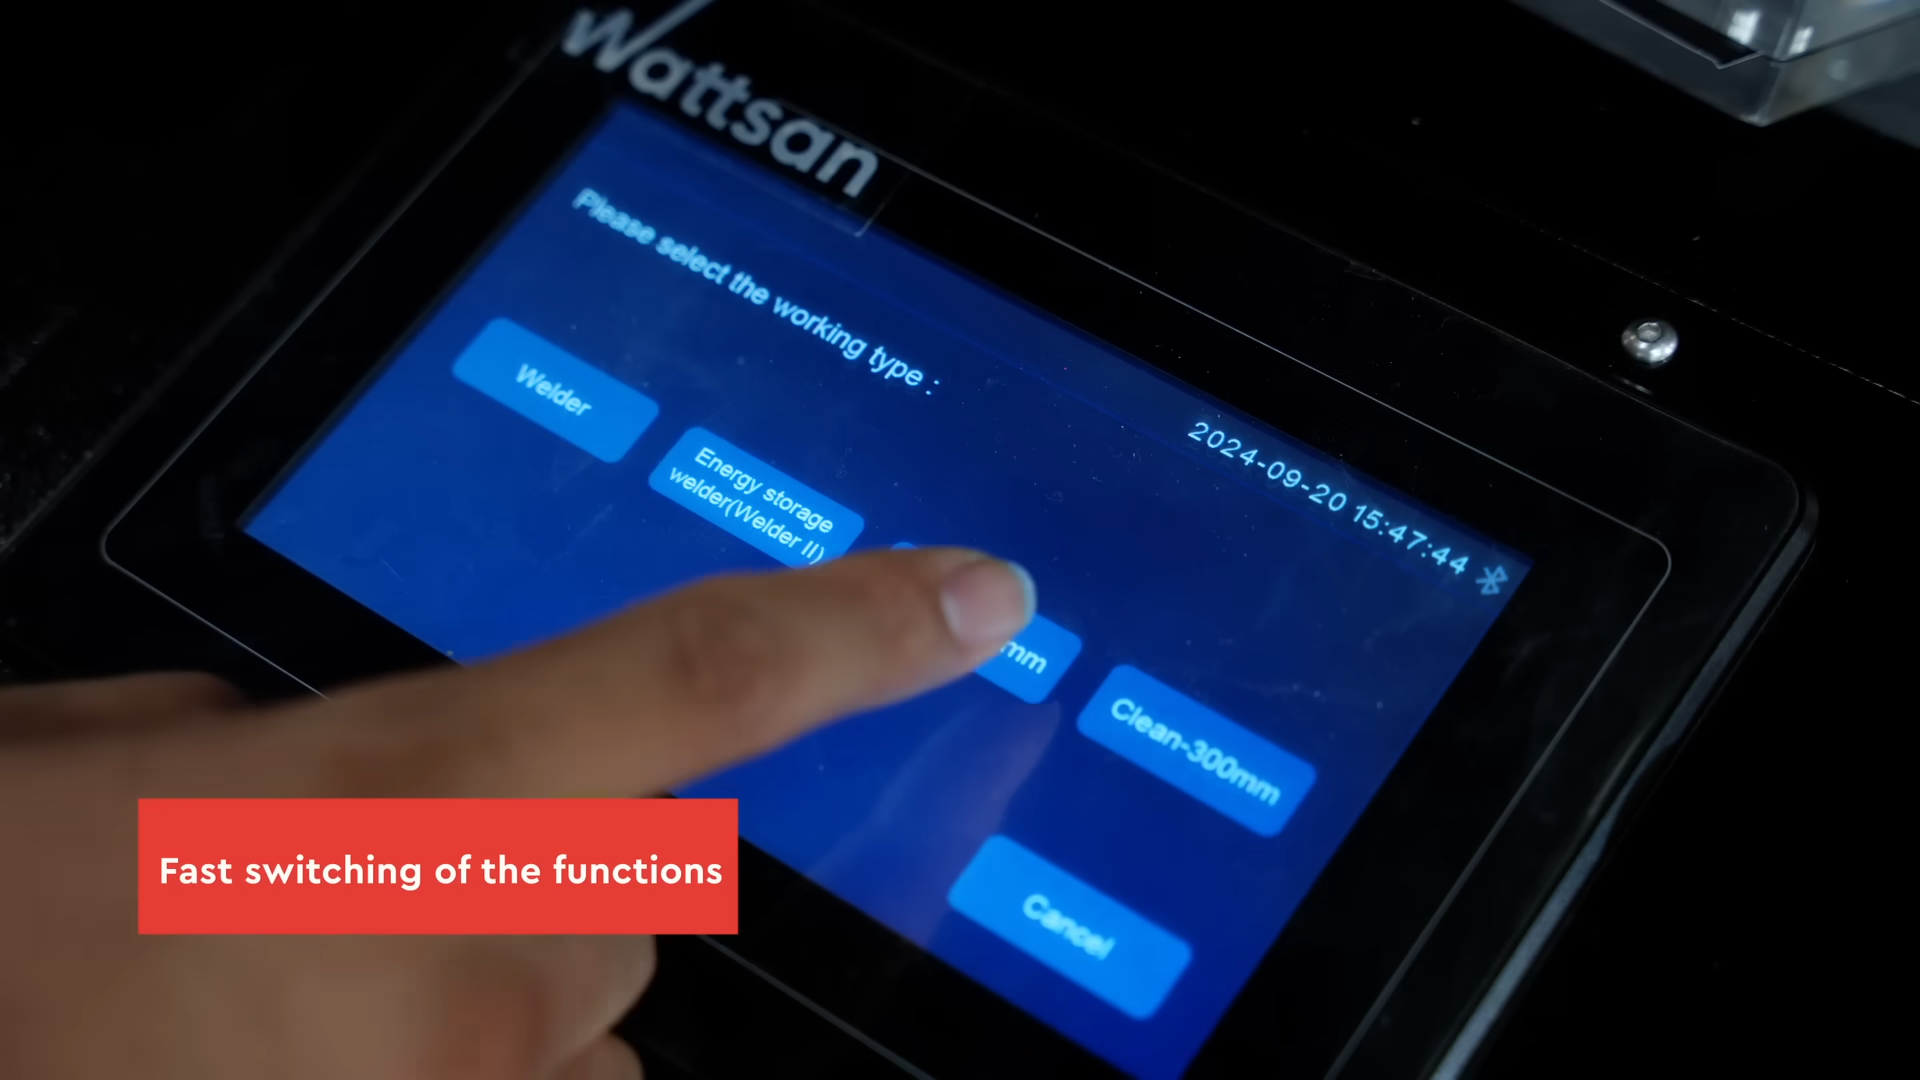 Wattsan
Please select the working type :
2024-09-20 15:47:44
Welder
Energy storage
welder(Welder II)
mm
Clean-300mm
Cancel
Fast switching of the functions